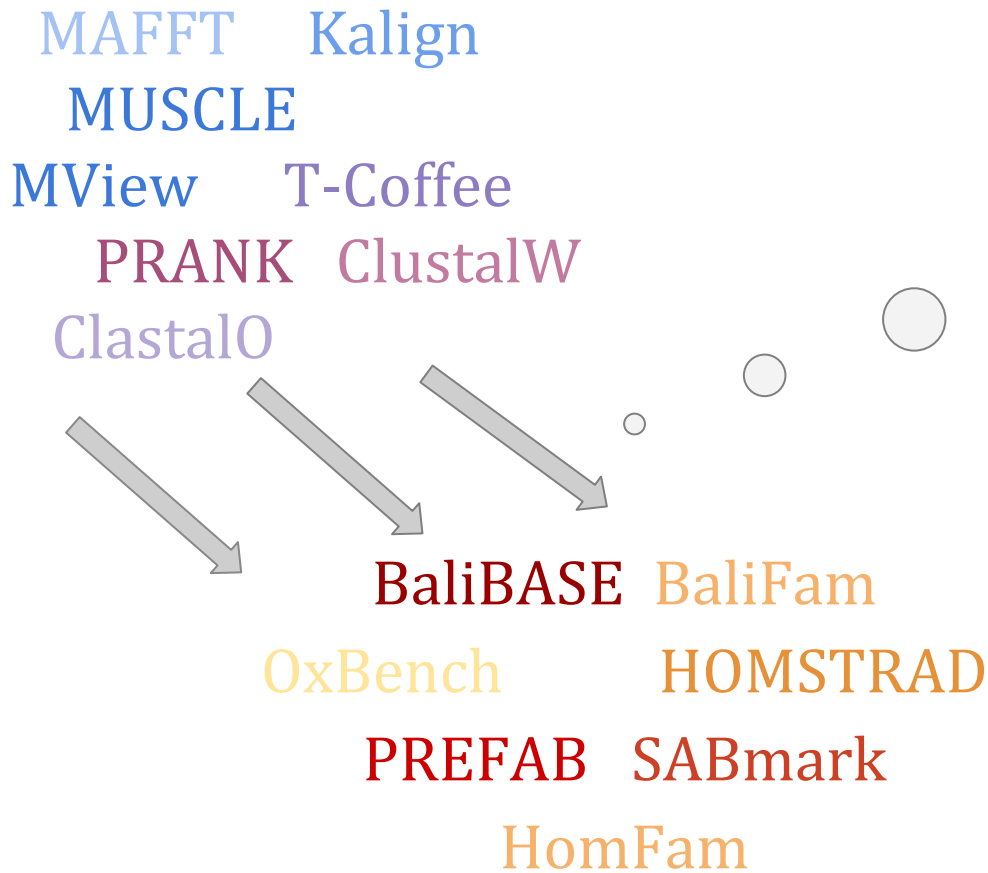 MAFFT Kalign
MUSCLE
MView T-Coffee
PRANK ClustalW
ClastalO
BaliBASE BaliFam
OxBench HOMSTRAD
PREFAB SABmark
HomFam